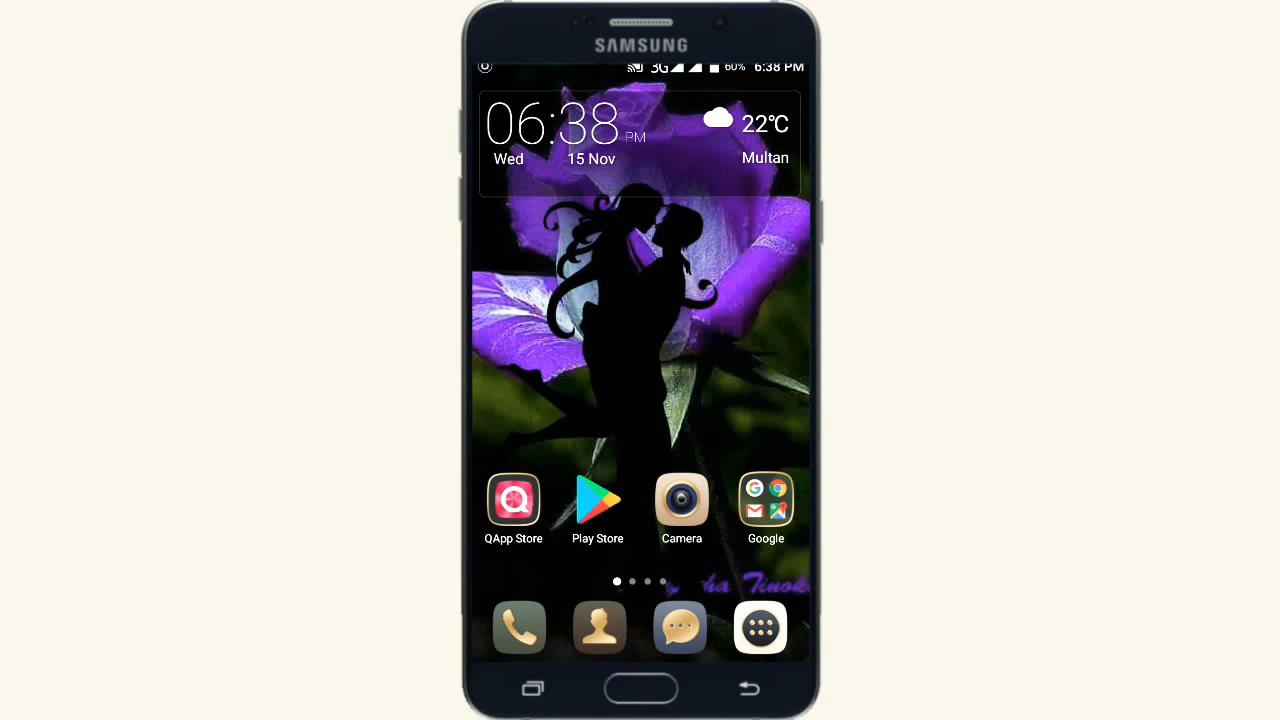 SAMSUNG
3G 60% 6:38 PM
06:38 PM
22℃
Wed 15 Nov
Multan
QApp Store
Play Store
Camera
Google